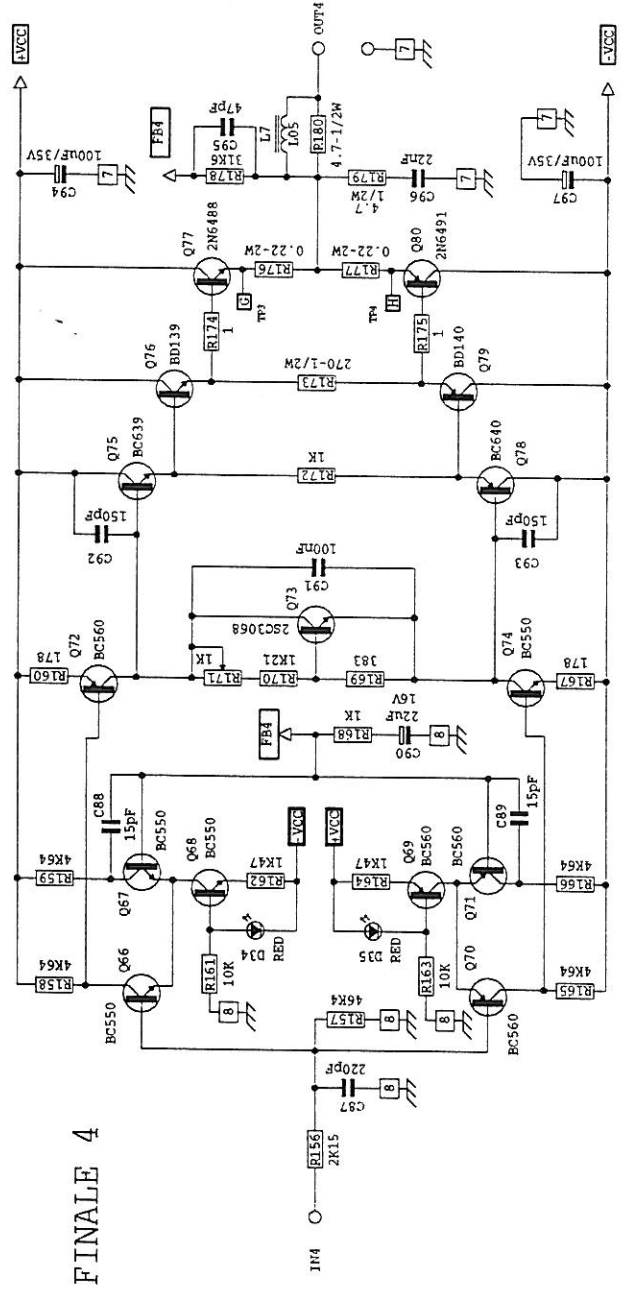 FINALE 4
IN4
R156
2K15
C87
220pF
8
R157
46K4
8
R158
4K64
R159
4K64
Q66
BC550
Q67
BC550
C88
15pF
Q68
BC550
R161
10K
8
D34
RED
R162
1K47
-VCC
+VCC
R164
1K47
D35
RED
R163
10K
8
Q69
BC560
Q70
BC560
Q71
BC560
C89
15pF
R165
4K64
R166
4K64
FB4
R168
1K
C90
22uF
16V
8
R160
178
Q72
BC560
R171
1K
R170
1K21
R169
383
Q73
2SC3068
C91
100nF
Q74
BC550
R167
178
C92
150pF
Q75
BC639
R172
1K
Q78
BC640
C93
150pF
Q76
BD139
R173
270-1/2W
Q79
BD140
R174
1
R175
1
Q77
2N6488
G
TP3
R176
0.22-2W
R177
0.22-2W
H
TP4
Q80
2N6491
FB4
R178
31K6
C95
47pF
L7
L05
R180
4.7-1/2W
R179
4.7
1/2W
C96
22nF
7
C94
100uF/35V
7
C97
100uF/35V
7
OUT4
7
+VCC
-VCC